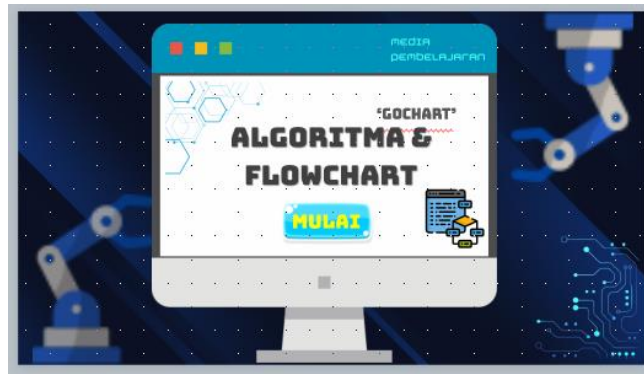 MEDIA
PEMBELAJARAN
'GOCHART'
ALGORITMA &
FLOWCHART
MULAI